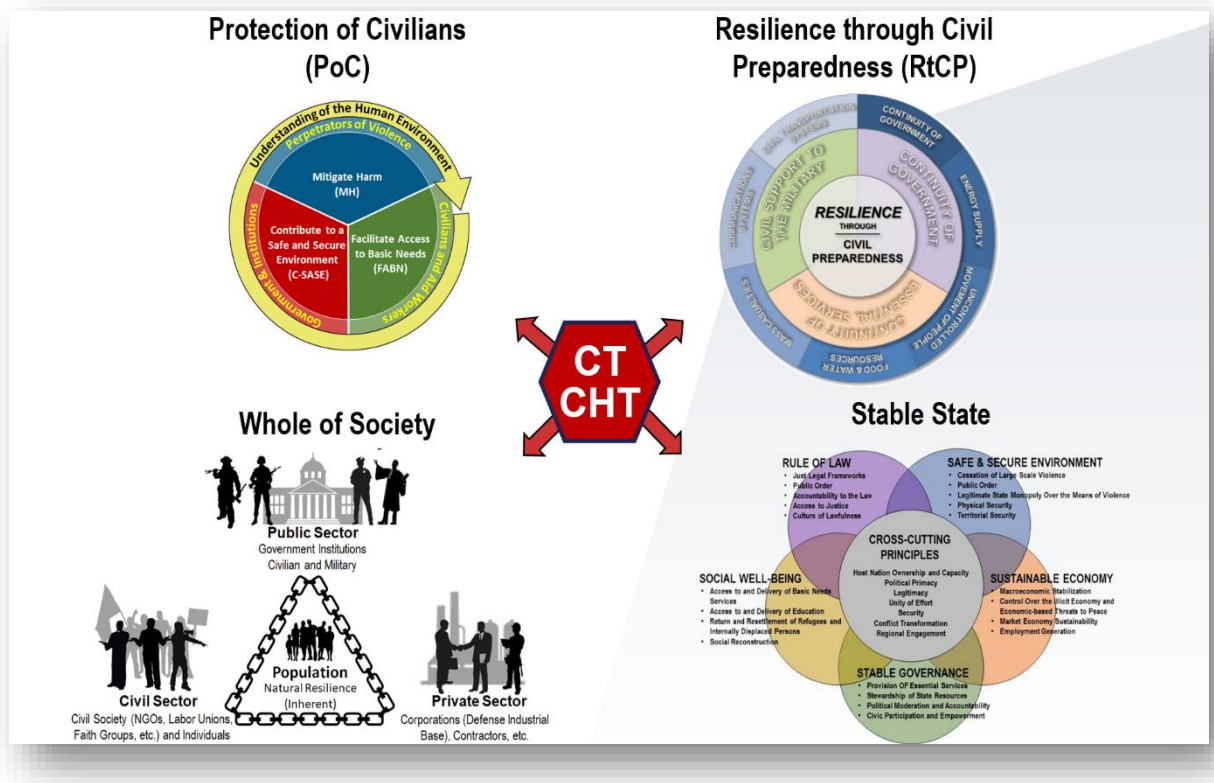 Protection of Civilians
(PoC)
Understanding of the Human Environment
Perpetrators of Violence
Mitigate Harm
(MH)
Contribute to a
Safe and Secure
Environment
(C-SASE)
Facilitate Access
to Basic Needs
(FABN)
Government & Institutions
Civilians and Aid Workers
Resilience through Civil
Preparedness (RtCP)
CIVIL TRANSPORTATION
SYSTEMS
CONTINUITY OF
GOVERNMENT
ENERGY SUPPLY
UNCONTROLLED
MOVEMENT OF PEOPLE
FOOD & WATER
RESOURCES
MASS CASUALTIES
COMMUNICATIONS
SYSTEMS
CIVIL SUPPORT TO
THE MILITARY
CONTINUITY OF
GOVERNMENT
CONTINUITY OF
ESSENTIAL SERVICES
RESILIENCE
THROUGH
CIVIL
PREPAREDNESS
CT
CHT
Whole of Society
Public Sector
Government Institutions
Civilian and Military
Population
Natural Resilience
(Inherent)
Civil Sector
Civil Society (NGOs, Labor Unions,
Faith Groups, etc.) and Individuals
Private Sector
Corporations (Defense Industrial
Base), Contractors, etc.
Stable State
RULE OF LAW
• Just Legal Frameworks
• Public Order
• Accountability to the Law
• Access to Justice
• Culture of Lawfulness
SAFE & SECURE ENVIRONMENT
• Cessation of Large Scale Violence
• Public Order
• Legitimate State Monopoly Over the Means of Violence
• Physical Security
• Territorial Security
CROSS-CUTTING
PRINCIPLES
Host Nation Ownership and Capacity
Political Primacy
Legitimacy
Unity of Effort
Security
Conflict Transformation
Regional Engagement
SOCIAL WELL-BEING
• Access to and Delivery of Basic Needs
Services
• Access to and Delivery of Education
• Return and Resettlement of Refugees and
Internally Displaced Persons
• Social Reconstruction
SUSTAINABLE ECONOMY
• Macroeconomic Stabilization
• Control Over the Illicit Economy and
Economic-based Threats to Peace
• Market Economy Sustainability
• Employment Generation
STABLE GOVERNANCE
• Provision OF Essential Services
• Stewardship of State Resources
• Political Moderation and Accountability
• Civic Participation and Empowerment